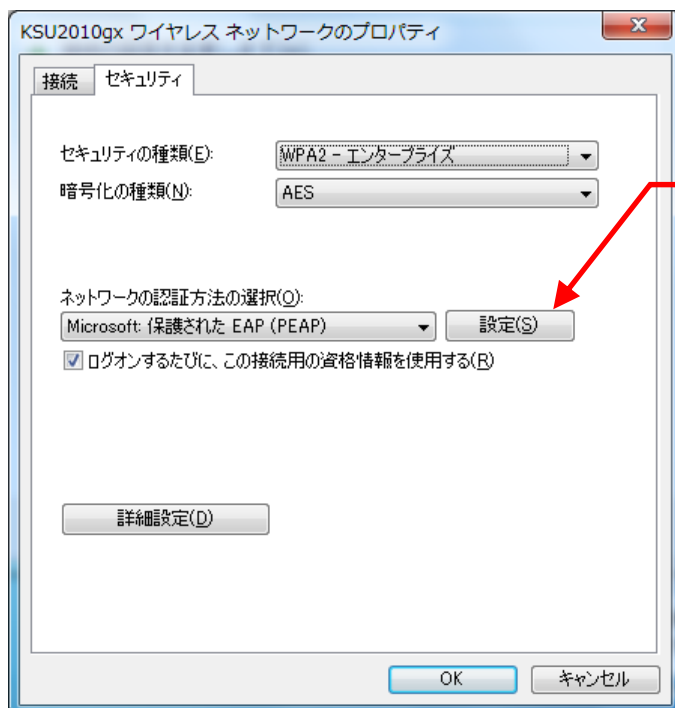 KSU2010gx ワイヤレス ネットワークのプロパティ
接続 セキュリティ
セキュリティの種類(E): WPA2 - エンタープライズ
暗号化の種類(N): AES
ネットワークの認証方法の選択(O):
Microsoft: 保護された EAP (PEAP) 設定(S)
ログオンするたびに、この接続用の資格情報を使用する(R)
詳細設定(D)
OK キャンセル